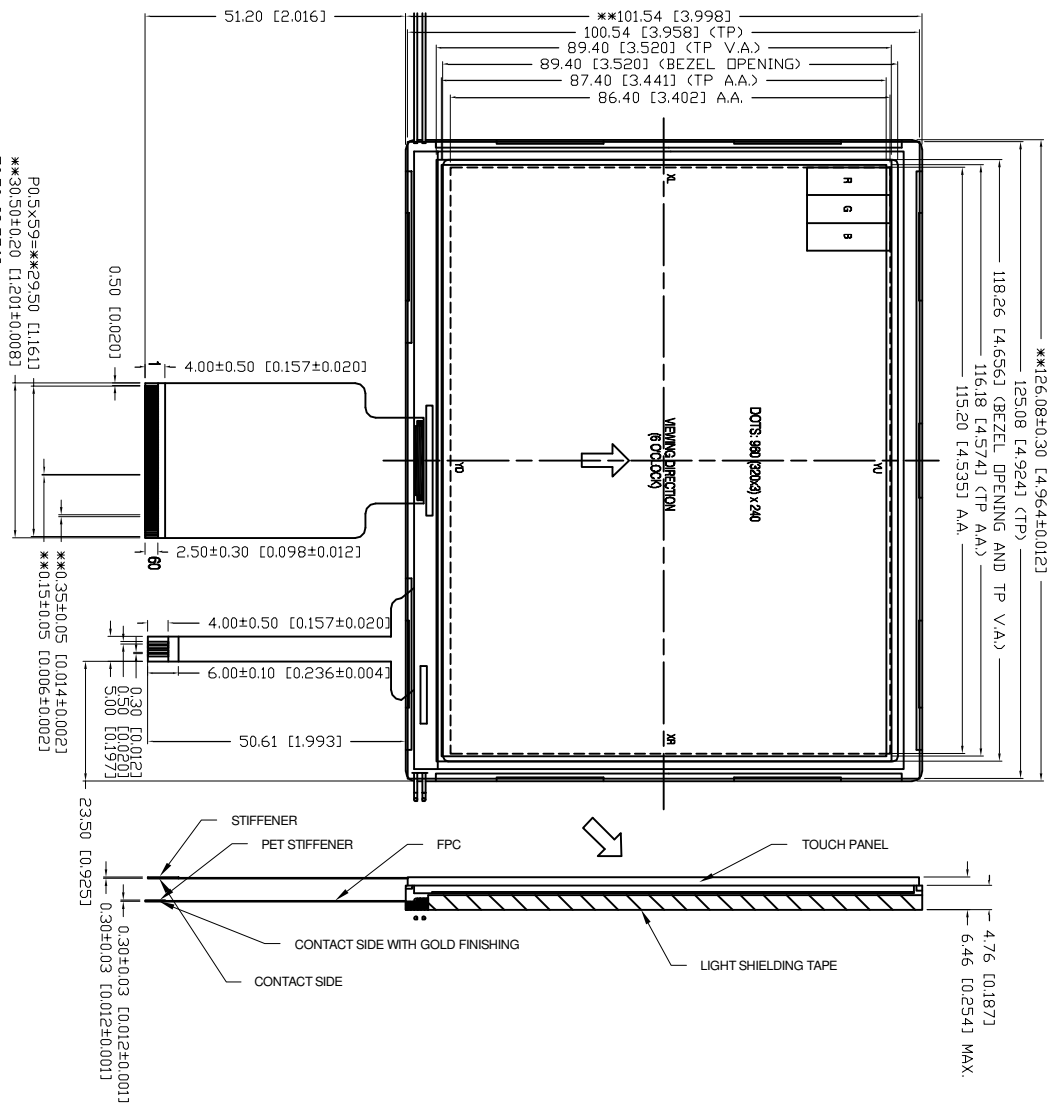 51.20 [2.016]
**101.54 [3.998]
100.54 [3.958] (TP)
89.40 [3.520] (TP V.A.)
89.40 [3.520] (BEZEL OPENING)
87.40 [3.441] (TP A.A.)
86.40 [3.402] A.A.
**126.08±0.30 [4.964±0.012]
125.08 [4.924] (TP)
118.26 [4.656] (BEZEL OPENING AND TP V.A.)
116.18 [4.574] (TP A.A.)
115.20 [4.535] A.A.
R
G
B
XL
YU
DOTS: 960 (320x3) x 240
VIEWING DIRECTION
(6 O'CLOCK)
YD
XR
P0.5x59=**29.50 [1.161]
**30.50±0.20 [1.201±0.008]
0.50 [0.020]
1
4.00±0.50 [0.157±0.020]
60
2.50±0.30 [0.098±0.012]
**0.35±0.05 [0.014±0.002]
**0.15±0.05 [0.006±0.002]
4.00±0.50 [0.157±0.020]
1
6.00±0.10 [0.236±0.004]
0.30 [0.012]
0.50 [0.020]
5.00 [0.197]
50.61 [1.993]
23.50 [0.925]
STIFFENER
PET STIFFENER
FPC
TOUCH PANEL
CONTACT SIDE WITH GOLD FINISHING
CONTACT SIDE
LIGHT SHIELDING TAPE
0.30±0.03 [0.012±0.001]
0.30±0.03 [0.012±0.001]
4.76 [0.187]
6.46 [0.254] MAX.